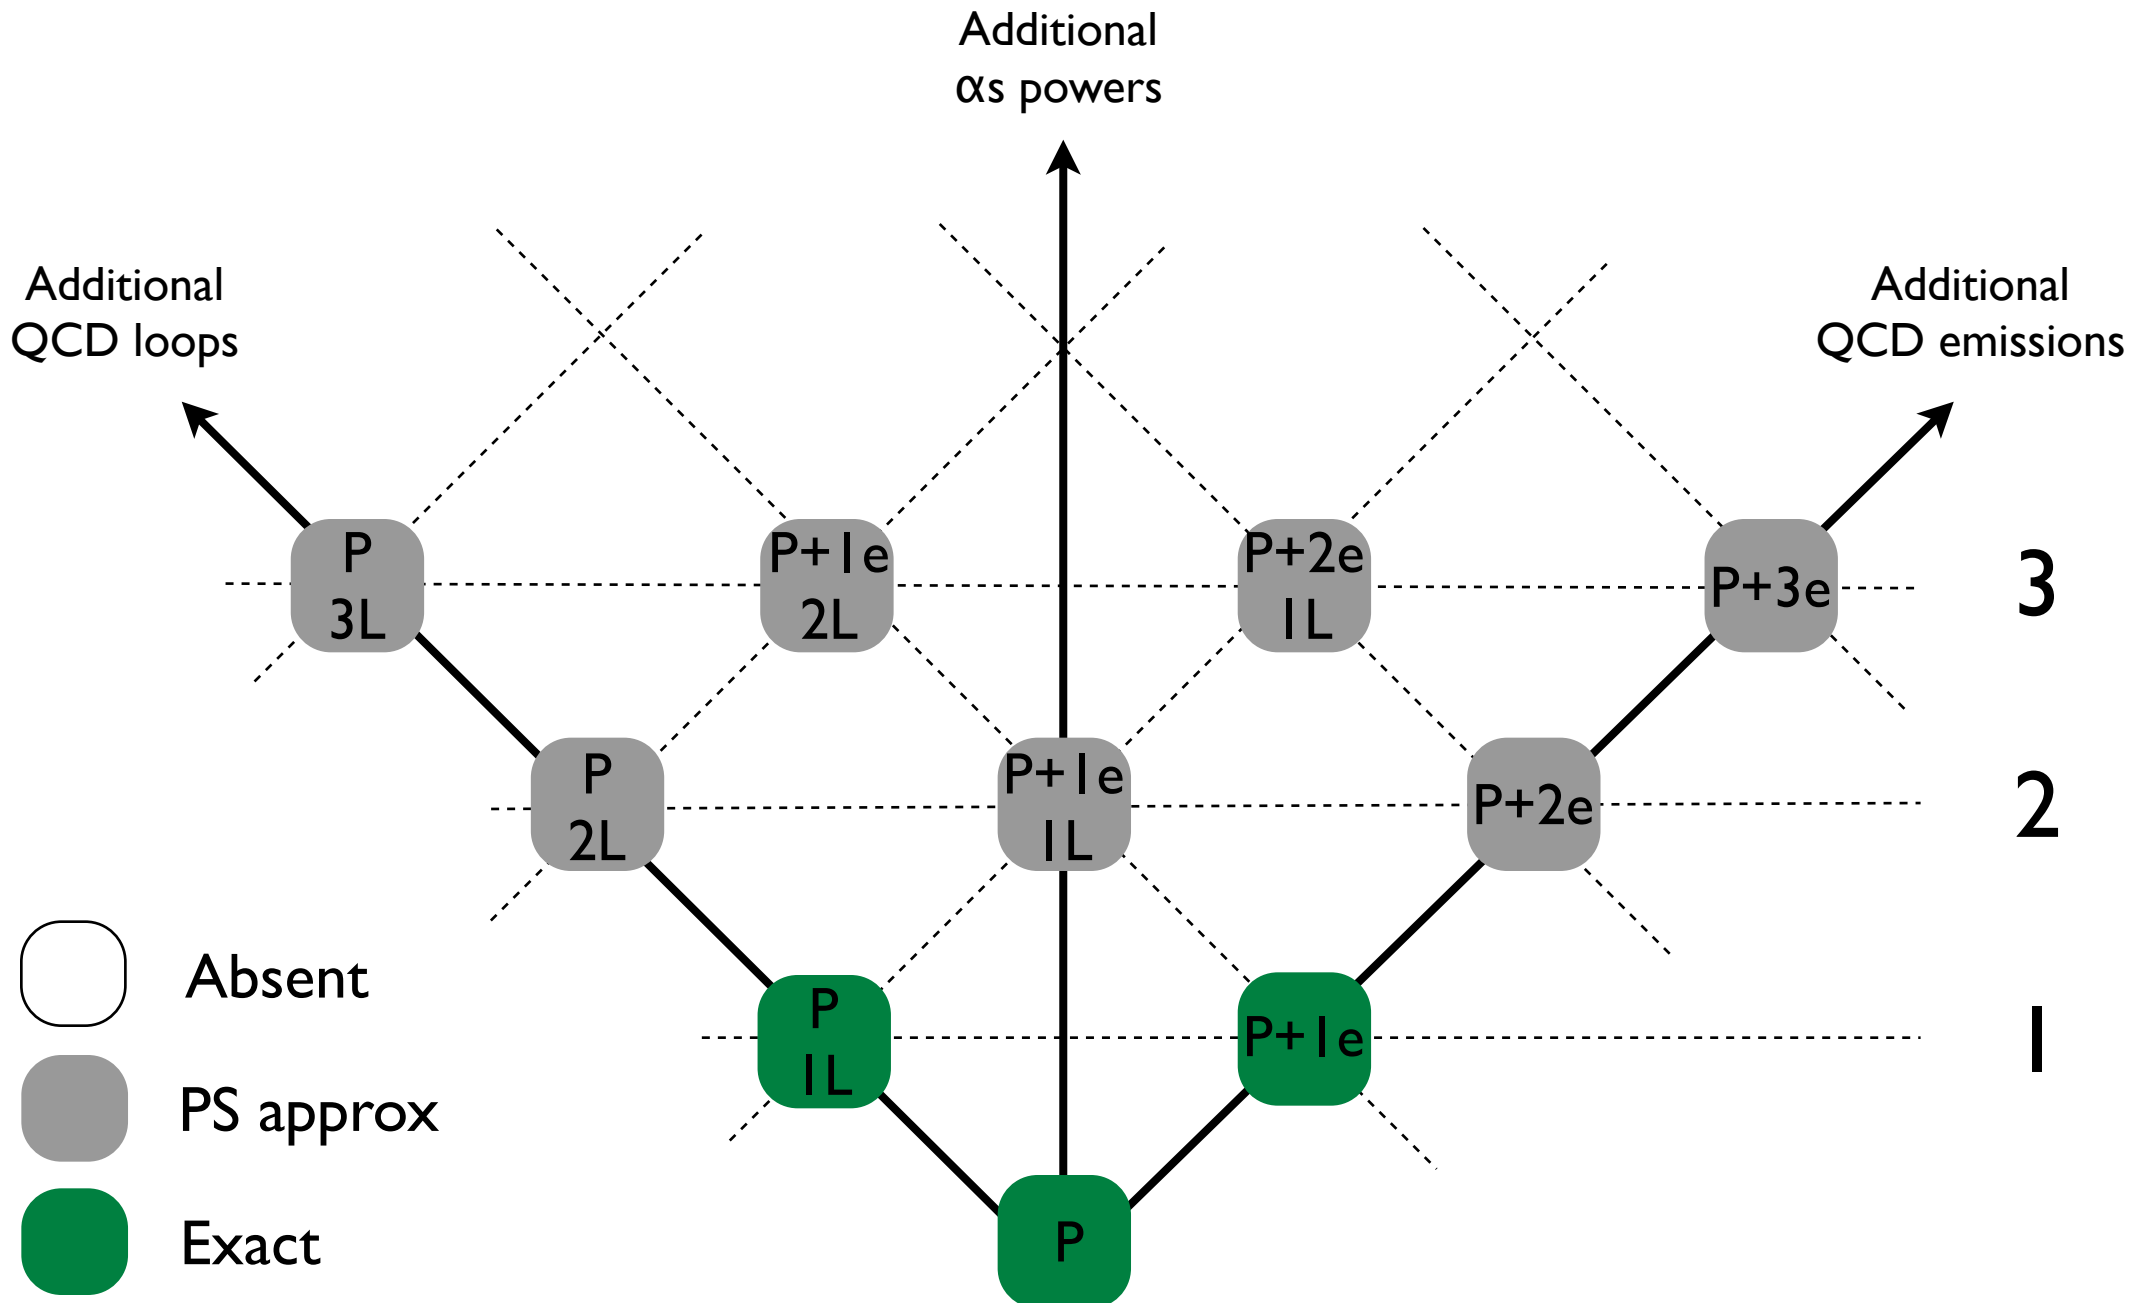 Additional
αs powers
Additional
QCD loops
Additional
QCD emissions
P
3L
P+1e
2L
P+2e
1L
P+3e
3
P
2L
P+1e
1L
P+2e
2
P
1L
P+1e
1
P
Absent
PS approx
Exact